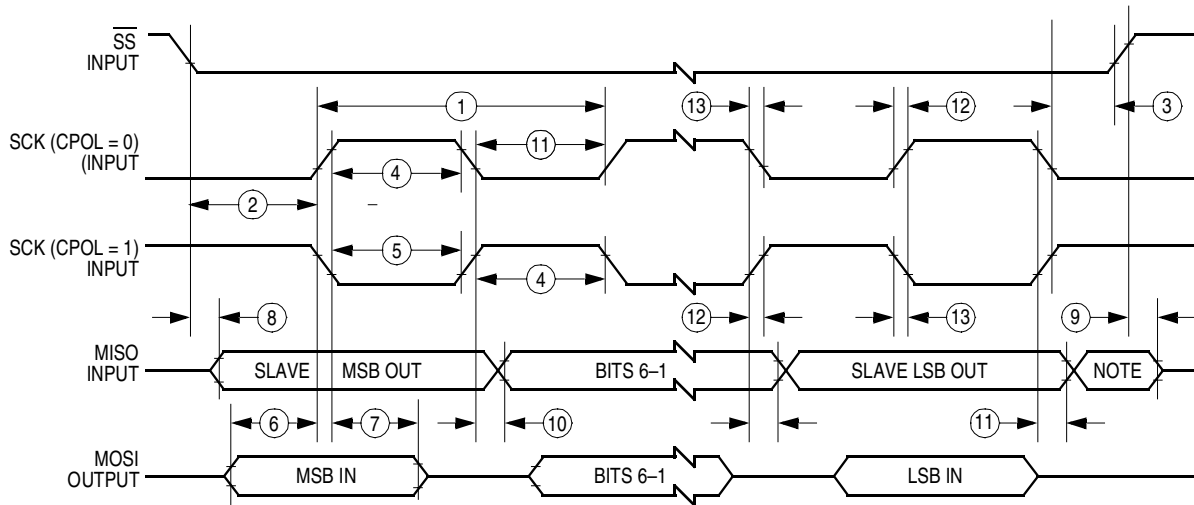 SS
INPUT
1
13
12
3
SCK (CPOL = 0)
(INPUT
11
4
2
–
SCK (CPOL = 1)
INPUT
5
4
8
12
13
9
MISO
INPUT
SLAVE MSB OUT
BITS 6–1
SLAVE LSB OUT
NOTE
6
7
10
11
MOSI
OUTPUT
MSB IN
BITS 6–1
LSB IN